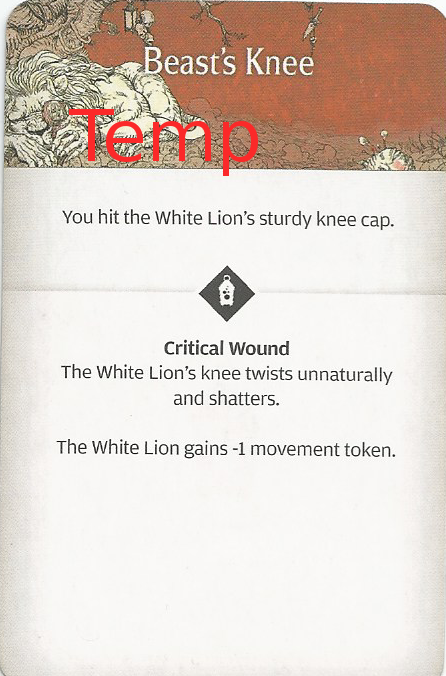 Beast's Knee
Temp
You hit the White Lion's sturdy knee cap.
Critical Wound
The White Lion's knee twists unnaturally
and shatters.
The White Lion gains -1 movement token.